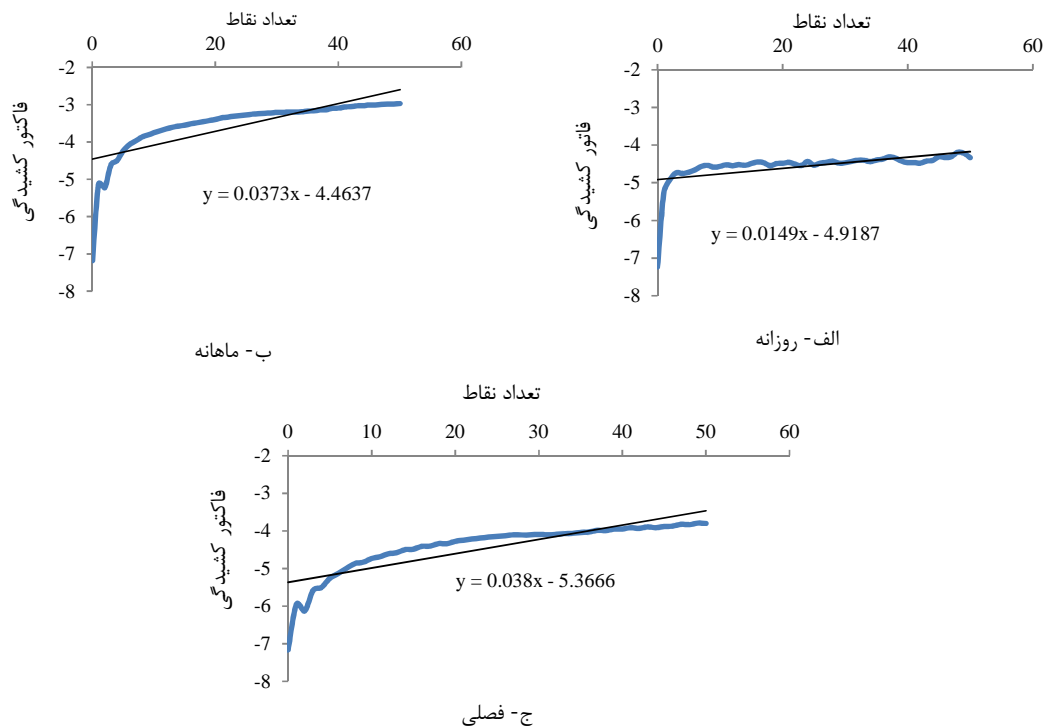 تعداد نقاط
0 20 40 60
-2
-3
-4
-5
-6
-7
-8
فاتور کشیدگی
y = 0.0149x - 4.9187
الف- روزانه
تعداد نقاط
0 20 40 60
-2
-3
-4
-5
-6
-7
-8
فاکتور کشیدگی
y = 0.0373x - 4.4637
ب- ماهانه
تعداد نقاط
0 10 20 30 40 50 60
-2
-3
-4
-5
-6
-7
-8
فاکتور کشیدگی
y = 0.038x - 5.3666
ج- فصلی